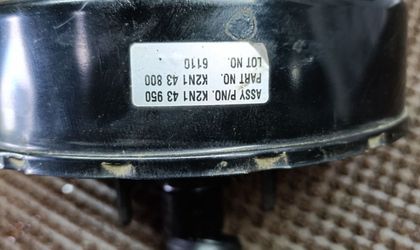 ASSY P/NO. K2N1 43 950
PART NO. K2N1 43 800
LOT NO. 6110